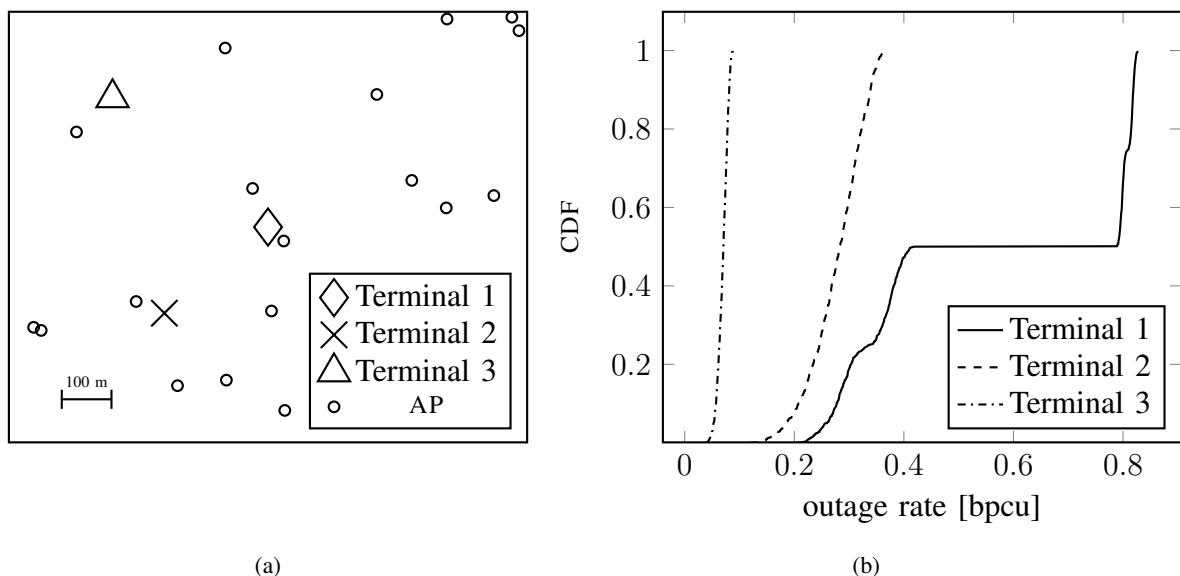 100 m
Terminal 1
Terminal 2
Terminal 3
AP
(a)
CDF
1
0.8
0.6
0.4
0.2
0 0.2 0.4 0.6 0.8
outage rate [bpcu]
Terminal 1
Terminal 2
Terminal 3
(b)